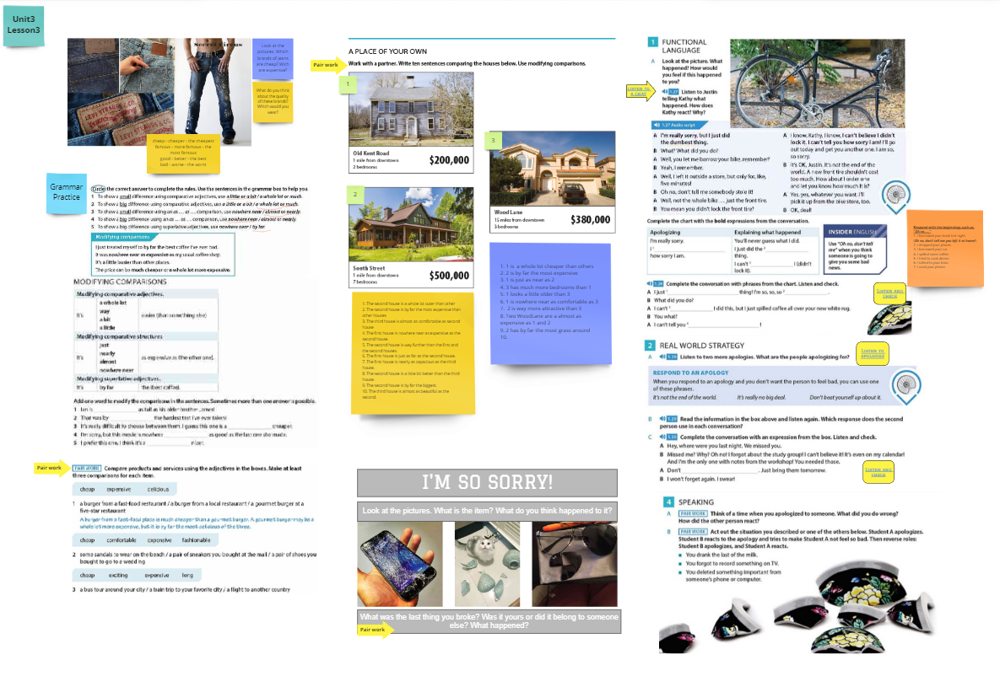 Unit3
Lesson3
Secret Circus
LEVI STRAUSS & CO
Look at the
pictures. Which
brands of jeans
are cheap? Wich
are expensive?
What do you think
about the quality
of these brands?
Which would you
wear?
cheap - cheaper - the cheapest
famous - more famous - the
most famous
good - better - the best
bad - worse - the worst
Grammar
Practice
Circle the correct answer to complete the rules. Use the sentences in the grammar box to help you.
1 To show a small difference using comparative adjectives, use a little or a bit / a whole lot or much.
2 To show a big difference using comparative adjectives, use a little or a bit / a whole lot or much.
3 To show a small difference using an as … as … comparison, use nowhere near / almost or nearly.
4 To show a big difference using an as … as … comparison, use nowhere near / almost or nearly.
5 To show a big difference using superlative adjectives, use nowhere near / by far
Modifying comparisons
I just treated myself to by far the best coffee I've ever had.
It was nowhere near as expensive as my usual coffee shop.
It's a little busier than other places.
The price can be much cheaper or a whole lot more expensive.
MODIFYING COMPARISONS
Modifying comparative adjectives.
It's
a whole lot
way
a bit
a little
easier (than something else)
Modifying comparative structures
It's
just
nearly
almost
nowhere near
as expensive as (the other one).
Modifying superlative adjectives.
It's by far the (best coffee).
Add one word to modify the comparisons in the sentences. Sometimes more than one answer is possible.
1 Ian is as tall as his older brother James!
2 That was by the hardest test I've ever taken!
3 It's really difficult to choose between them. I guess this one is a cheaper.
4 I'm sorry, but this movie is nowhere as good as the last one she made.
5 I prefer this one. I think it's a nicer.
Pair work
PAIR WORK Compare products and services using the adjectives in the boxes. Make at least
three comparisons for each item.
cheap expensive delicious
1 a burger from a fast-food restaurant / a burger from a local restaurant / a gourmet burger at a
five-star restaurant
A burger from a fast-food place is much cheaper than a gourmet burger. A gourmet burger may be a
whole lot more expensive, but it is by far the most delicious of the three.
cheap comfortable expensive fashionable
2 some sandals to wear on the beach / a pair of sneakers you bought at the mall / a pair of shoes you
bought to go to a wedding
cheap exciting expensive long
3 a bus tour around your city / a train trip to your favorite city / a flight to another country
A PLACE OF YOUR OWN
Pair work
Work with a partner. Write ten sentences comparing the houses below. Use modifying comparisons.
1
Old Kent Road
1 mile from downtown
2 bedrooms
$200,000
2
South Street
1 mile from downtown
7 bedrooms
$500,000
3
Wood Lane
15 miles from downtown
3 bedrooms
$380,000
1. The second house is a whole lot outer than other
2. The second house is by far the most expensive than
other houses
3. The third house is almost as comfortable as second
house
4. The first house is nowhere near as expensive as the
second house.
5. The second house is way further than the first and
the second houses.
6. The first house is just as far as the second house.
7. The first house is nearly as capacious as the third
house.
8. The second house is a little bit better than the third
house.
9. The second house is by far the biggest.
10. The third house is almost as beautiful as the
second.
1. 1 is a whole lot cheaper than others
2. 2 is by far the most expensive
3. 1 is just as near as 2
4. 3 has much more bedrooms than 1
5. 1 looks a little older than 3
6. 1 is nowhere near as comfortable as 3
7. 2 is way more attractive than 3
8. Two WoodLane are a almost as
expensive as 1 and 2
9. 2 has by far the most grass around
10.
I'M SO SORRY!
Look at the pictures. What is the item? What do you think happened to it?
What was the last thing you broke? Was it yours or did it belong to someone
else? What happened?
Pair work
1 FUNCTIONAL
LANGUAGE
A Look at the picture. What
happened? How would
you feel if this happened
to you?
LISTEN TO
A CHAT
1.27 Listen to Justin
telling Kathy what
happened. How does
Kathy react? Why?
1.27 Audio script
A I'm really sorry, but I just did
the dumbest thing.
B What? What did you do?
A Well, you let me borrow your bike, remember?
B Yeah, I remember.
A Well, I left it outside a store, but only for, like,
five minutes!
B Oh no, don't tell me somebody stole it!
A Well, not the whole bike … just the front tire.
B You mean you didn't lock the front tire?
A I know, Kathy, I know, I can't believe I didn't
lock it. I can't tell you how sorry I am! I'll go
out today and get you another one. I am so,
so sorry.
B It's OK, Justin. It's not the end of the
world. A new front tire shouldn't cost
too much. How about I order one
and let you know how much it is?
A Yes, yes, whatever you want. I'll
pick it up from the bike store, too.
B OK, deal!
Complete the chart with the bold expressions from the conversation.
Apologizing
I'm really sorry.
I 1
how sorry I am.
Explaining what happened
You'll never guess what I did.
I just did the 2
thing.
I can't 3 I (didn't
lock it).
INSIDER ENGLISH
Use "Oh no, don't tell
me" when you think
someone is going to
give you some bad
news.
1.28 Complete the conversation with phrases from the chart. Listen and check.
A I just 1 thing! I'm so, so, so 2 .
B What did you do?
A I can't 3 I did this, but I just spilled coffee all over your new white rug.
B You what?
A I can't tell you 4 !
LISTEN AND
CHECK
2 REAL WORLD STRATEGY
A 1.29 Listen to two more apologies. What are the people apologizing for?
LISTEN TO
APOLOGIES
RESPOND TO AN APOLOGY
When you respond to an apology and you don't want the person to feel bad, you can use one
of these phrases.
It's not the end of the world. It's really no big deal. Don't beat yourself up about it.
B 1.29 Read the information in the box above and listen again. Which response does the second
person use in each conversation?
C 1.30 Complete the conversation with an expression from the box. Listen and check.
A Hey, where were you last night. We missed you.
B Missed me? Why? Oh no! I forgot about the study group! I can't believe it! It's even on my calendar!
And I'm the only one with notes from the workshop! You needed those.
A Don't . Just bring them tomorrow.
B I won't forget again. I swear!
LISTEN AND
CHECK
4 SPEAKING
A PAIR WORK Think of a time when you apologized to someone. What did you do wrong?
How did the other person react?
B PAIR WORK Act out the situation you described or one of the others below. Student A apologizes.
Student B reacts to the apology and tries to make Student A not feel so bad. Then reverse roles:
Student B apologizes, and Student A reacts.
You drank the last of the milk.
You forgot to record something on TV.
You deleted something important from
someone's phone or computer.